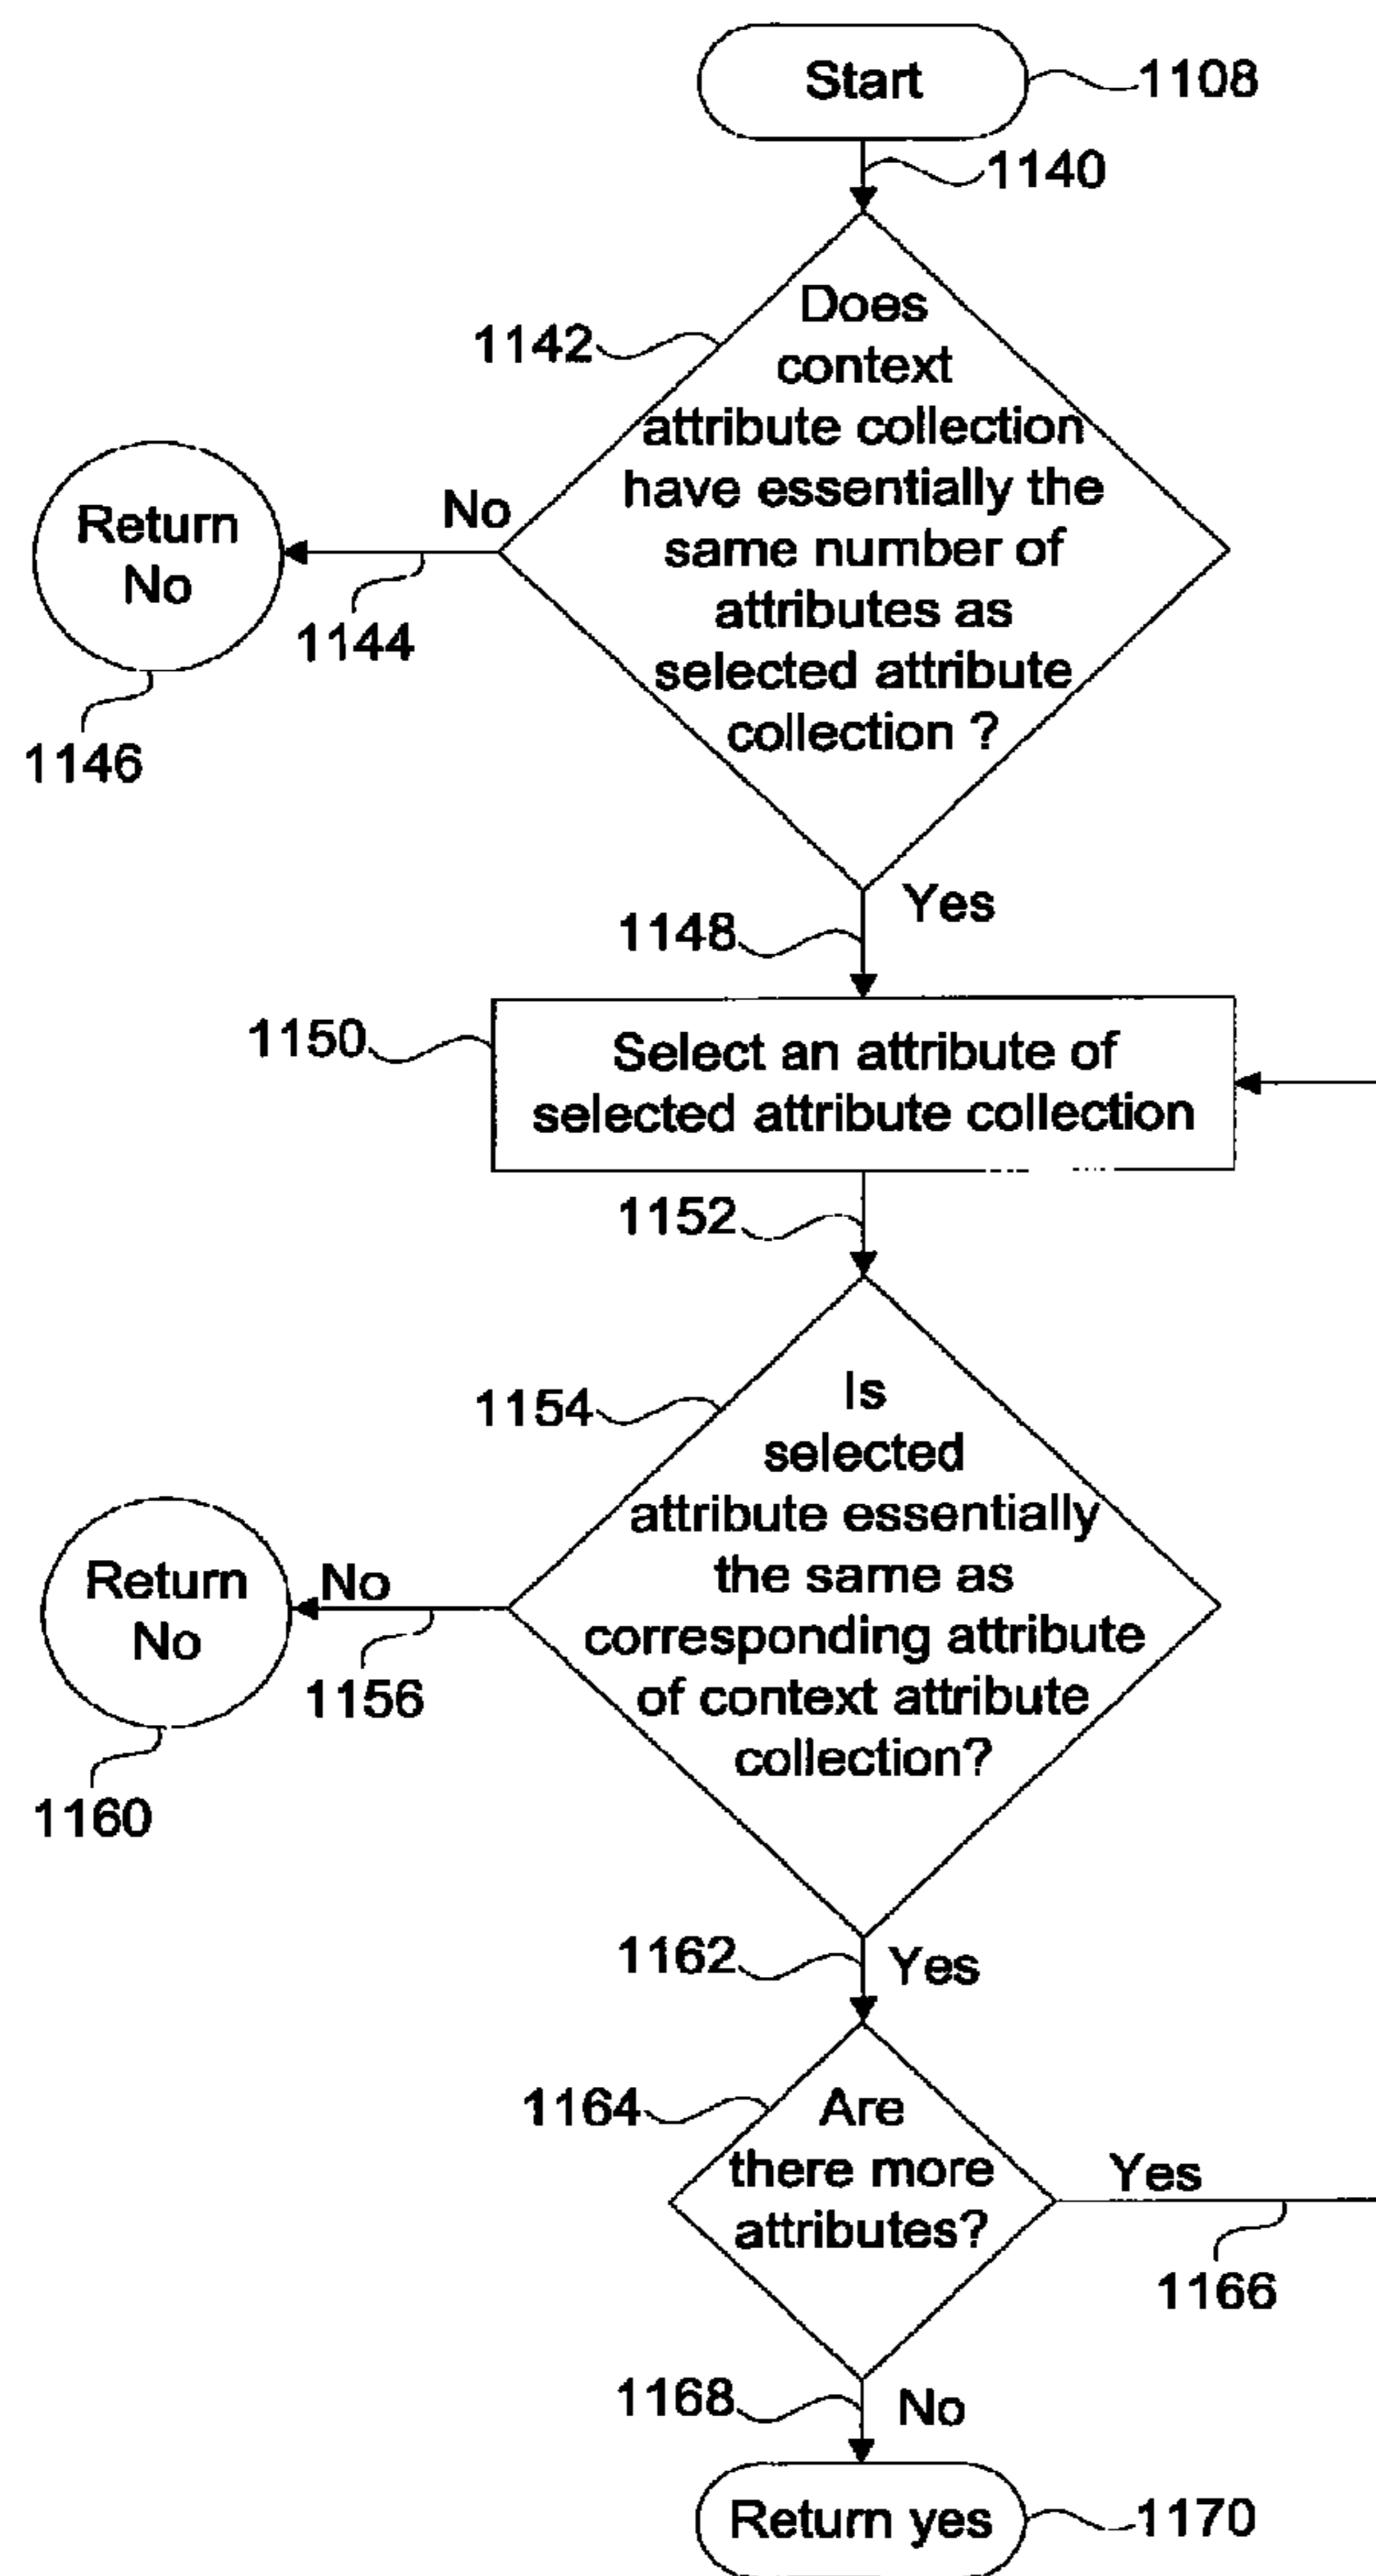 Start
1108
1140
1142
Does
context
attribute collection
have essentially the
same number of
attributes as
selected attribute
collection ?
No
Return
No
1144
1146
Yes
1148
1150
Select an attribute of
selected attribute collection
1152
1154
Is
selected
attribute essentially
the same as
corresponding attribute
of context attribute
collection?
No
Return
No
1156
1160
1162
Yes
1164
Are
there more
attributes?
Yes
1166
1168
No
Return yes
1170